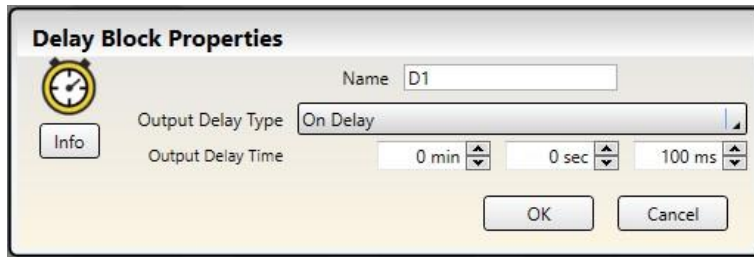 Delay Block Properties
Name D1
Output Delay Type On Delay
Info
Output Delay Time 0 min 0 sec 100 ms
OK Cancel